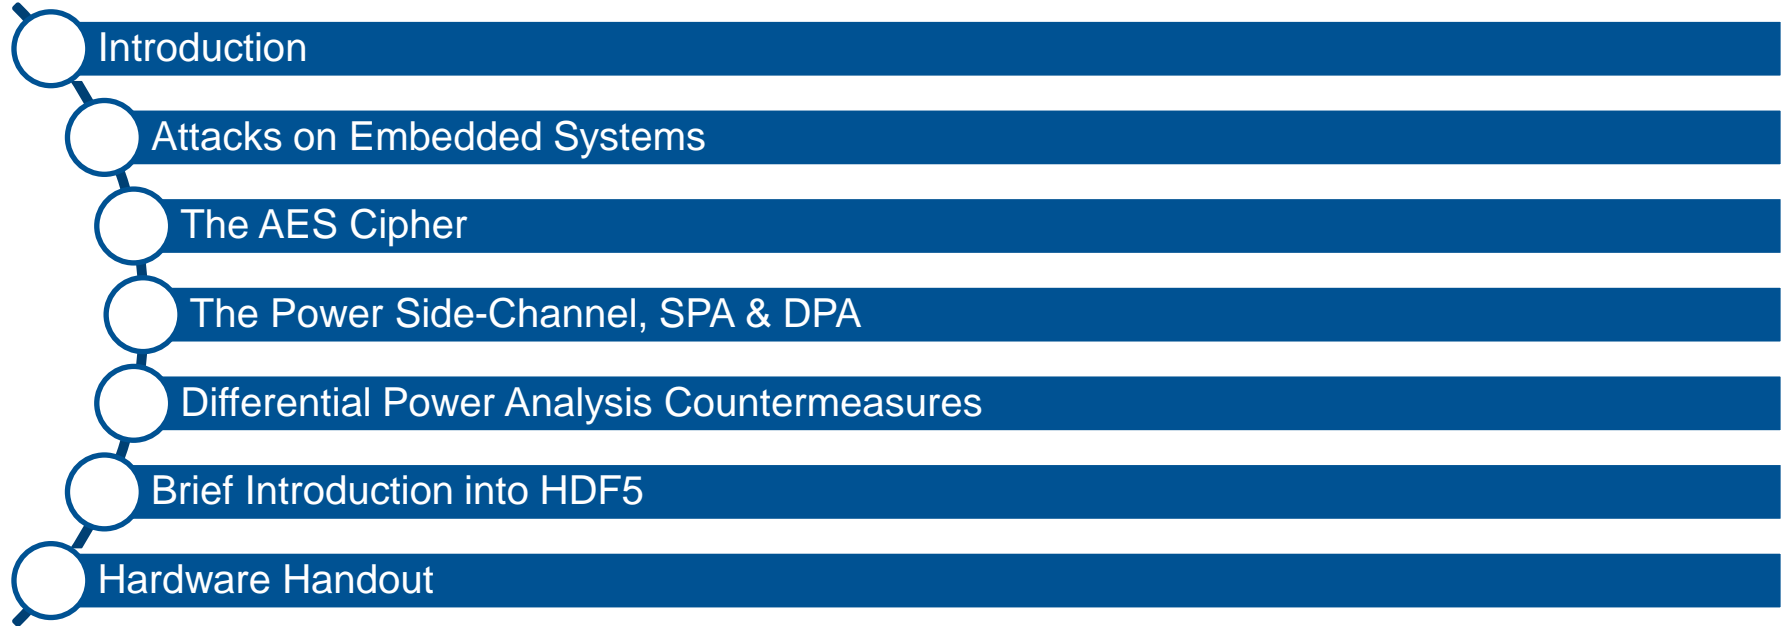 Introduction
Attacks on Embedded Systems
The AES Cipher
The Power Side-Channel, SPA & DPA
Differential Power Analysis Countermeasures
Brief Introduction into HDF5
Hardware Handout